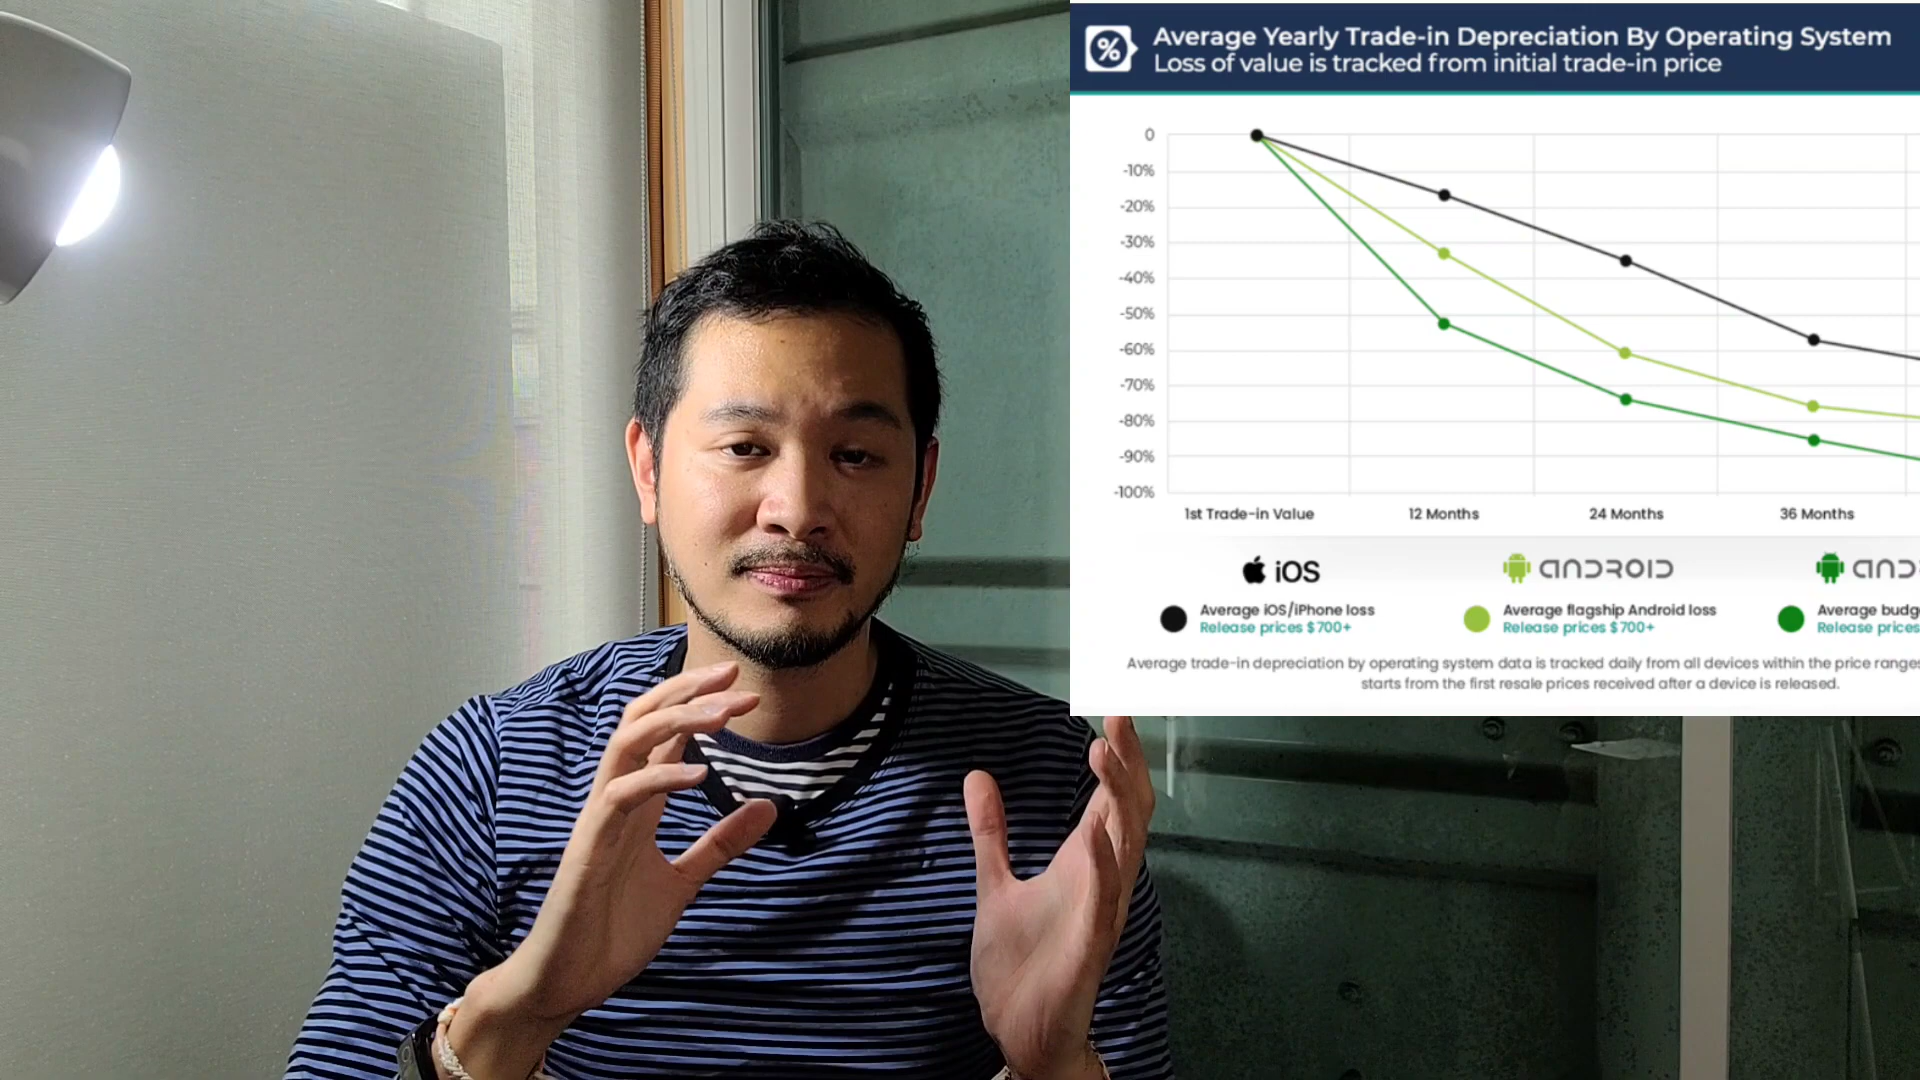 %
Average Yearly Trade-in Depreciation By Operating System
Loss of value is tracked from initial trade-in price
0
-10%
-20%
-30%
-40%
-50%
-60%
-70%
-80%
-90%
-100%
1st Trade-in Value 12 Months 24 Months 36 Months
iOS ANDROID
Average iOS/iPhone loss Average flagship Android loss Average
Release prices $700+ Release prices $700+ Release prices
Average trade-in depreciation by operating system data is tracked daily from all devices within the price ranges
starts from the first resale prices received after a device is released.